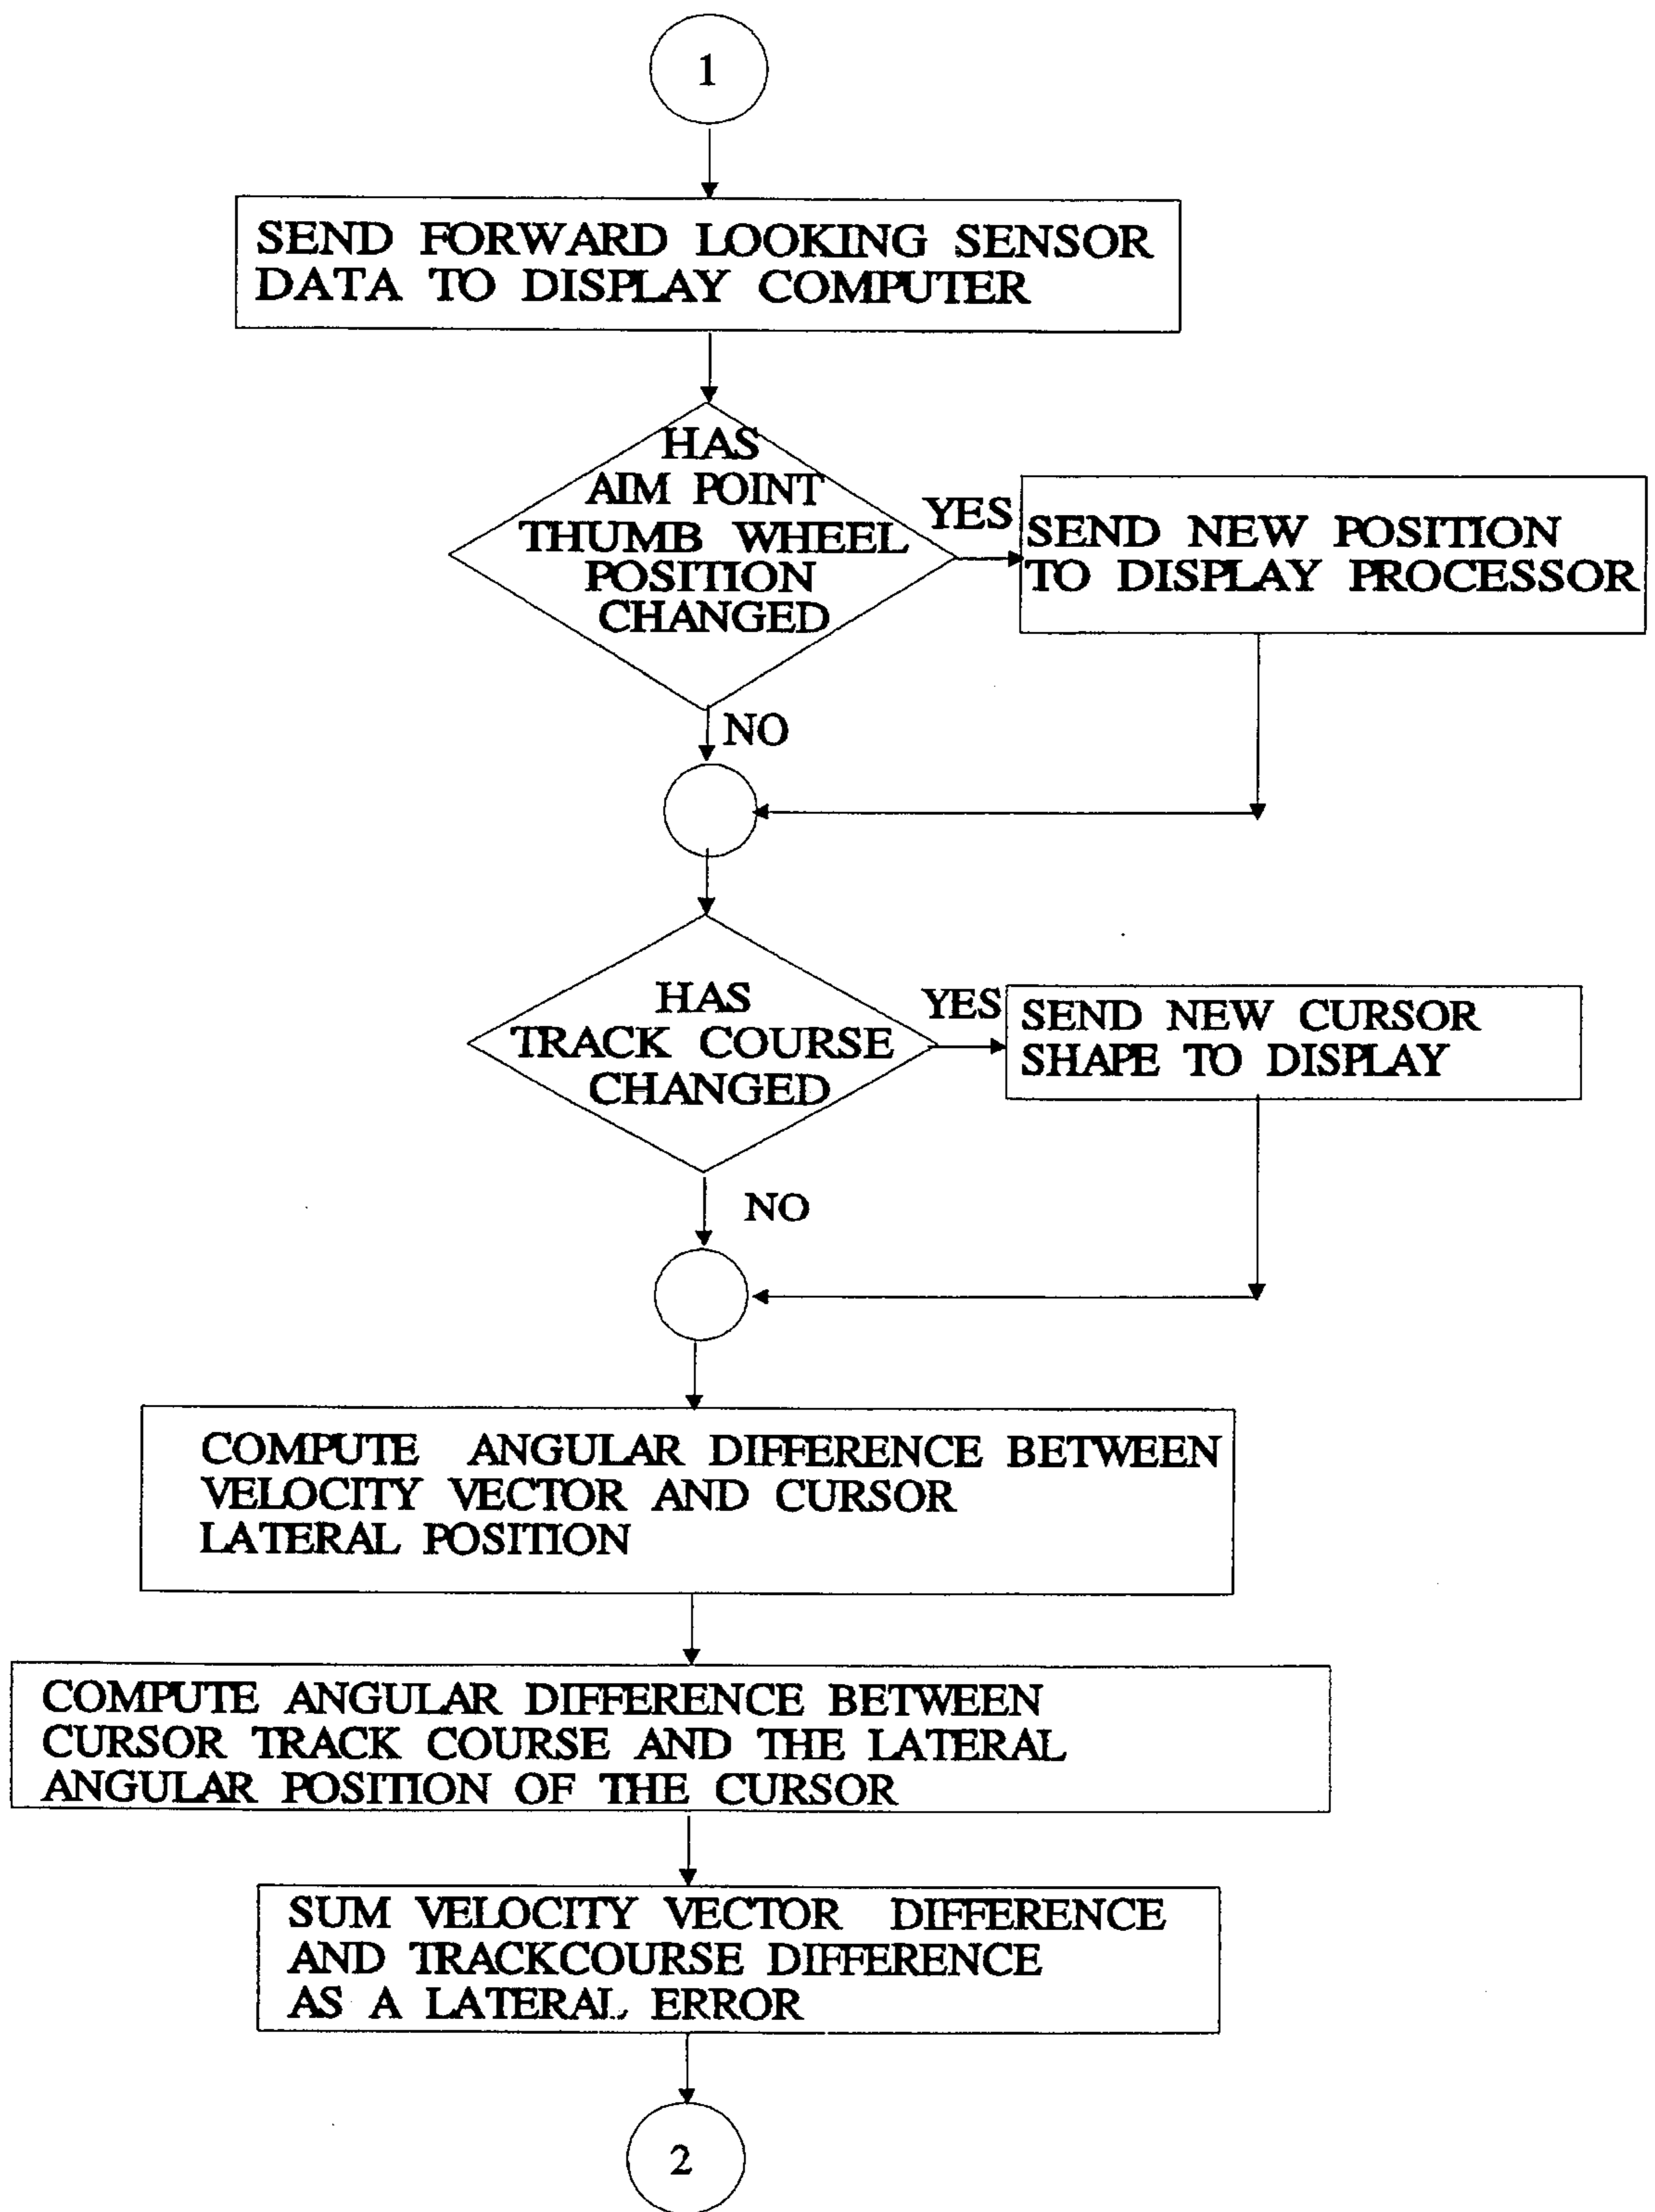 1
SEND FORWARD LOOKING SENSOR
DATA TO DISPLAY COMPUTER
HAS
AIM POINT
THUMB WHEEL
POSITION
CHANGED
YES
SEND NEW POSITION
TO DISPLAY PROCESSOR
NO
HAS
TRACK COURSE
CHANGED
YES
SEND NEW CURSOR
SHAPE TO DISPLAY
NO
COMPUTE ANGULAR DIFFERENCE BETWEEN
VELOCITY VECTOR AND CURSOR
LATERAL POSITION
COMPUTE ANGULAR DIFFERENCE BETWEEN
CURSOR TRACK COURSE AND THE LATERAL
ANGULAR POSITION OF THE CURSOR
SUM VELOCITY VECTOR DIFFERENCE
AND TRACKCOURSE DIFFERENCE
AS A LATERAL ERROR
2